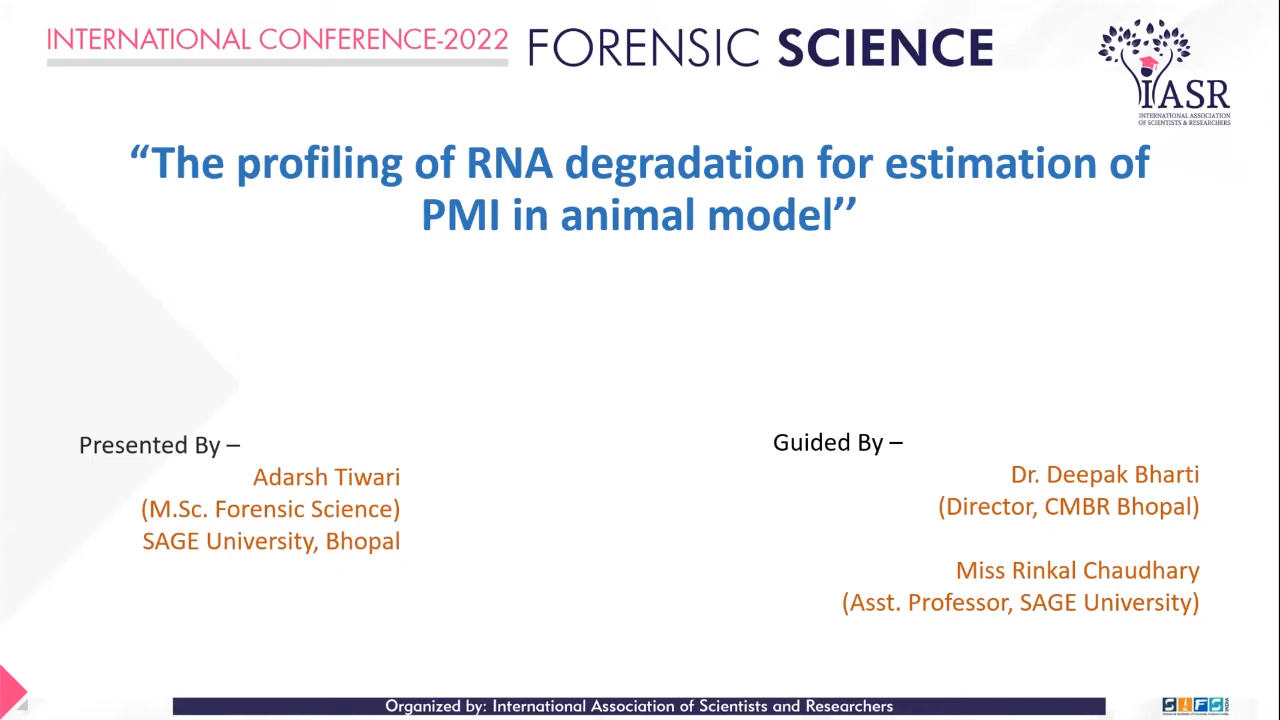 INTERNATIONAL CONFERENCE-2022 FORENSIC SCIENCE
IASR
INTERNATIONAL ASSOCIATION
OF SCIENTISTS & RESEARCHERS
“The profiling of RNA degradation for estimation of
PMI in animal model’’
Presented By –
Adarsh Tiwari
(M.Sc. Forensic Science)
SAGE University, Bhopal
Guided By –
Dr. Deepak Bharti
(Director, CMBR Bhopal)
Miss Rinkal Chaudhary
(Asst. Professor, SAGE University)
Organized by: International Association of Scientists and Researchers
SIFS
INDIA